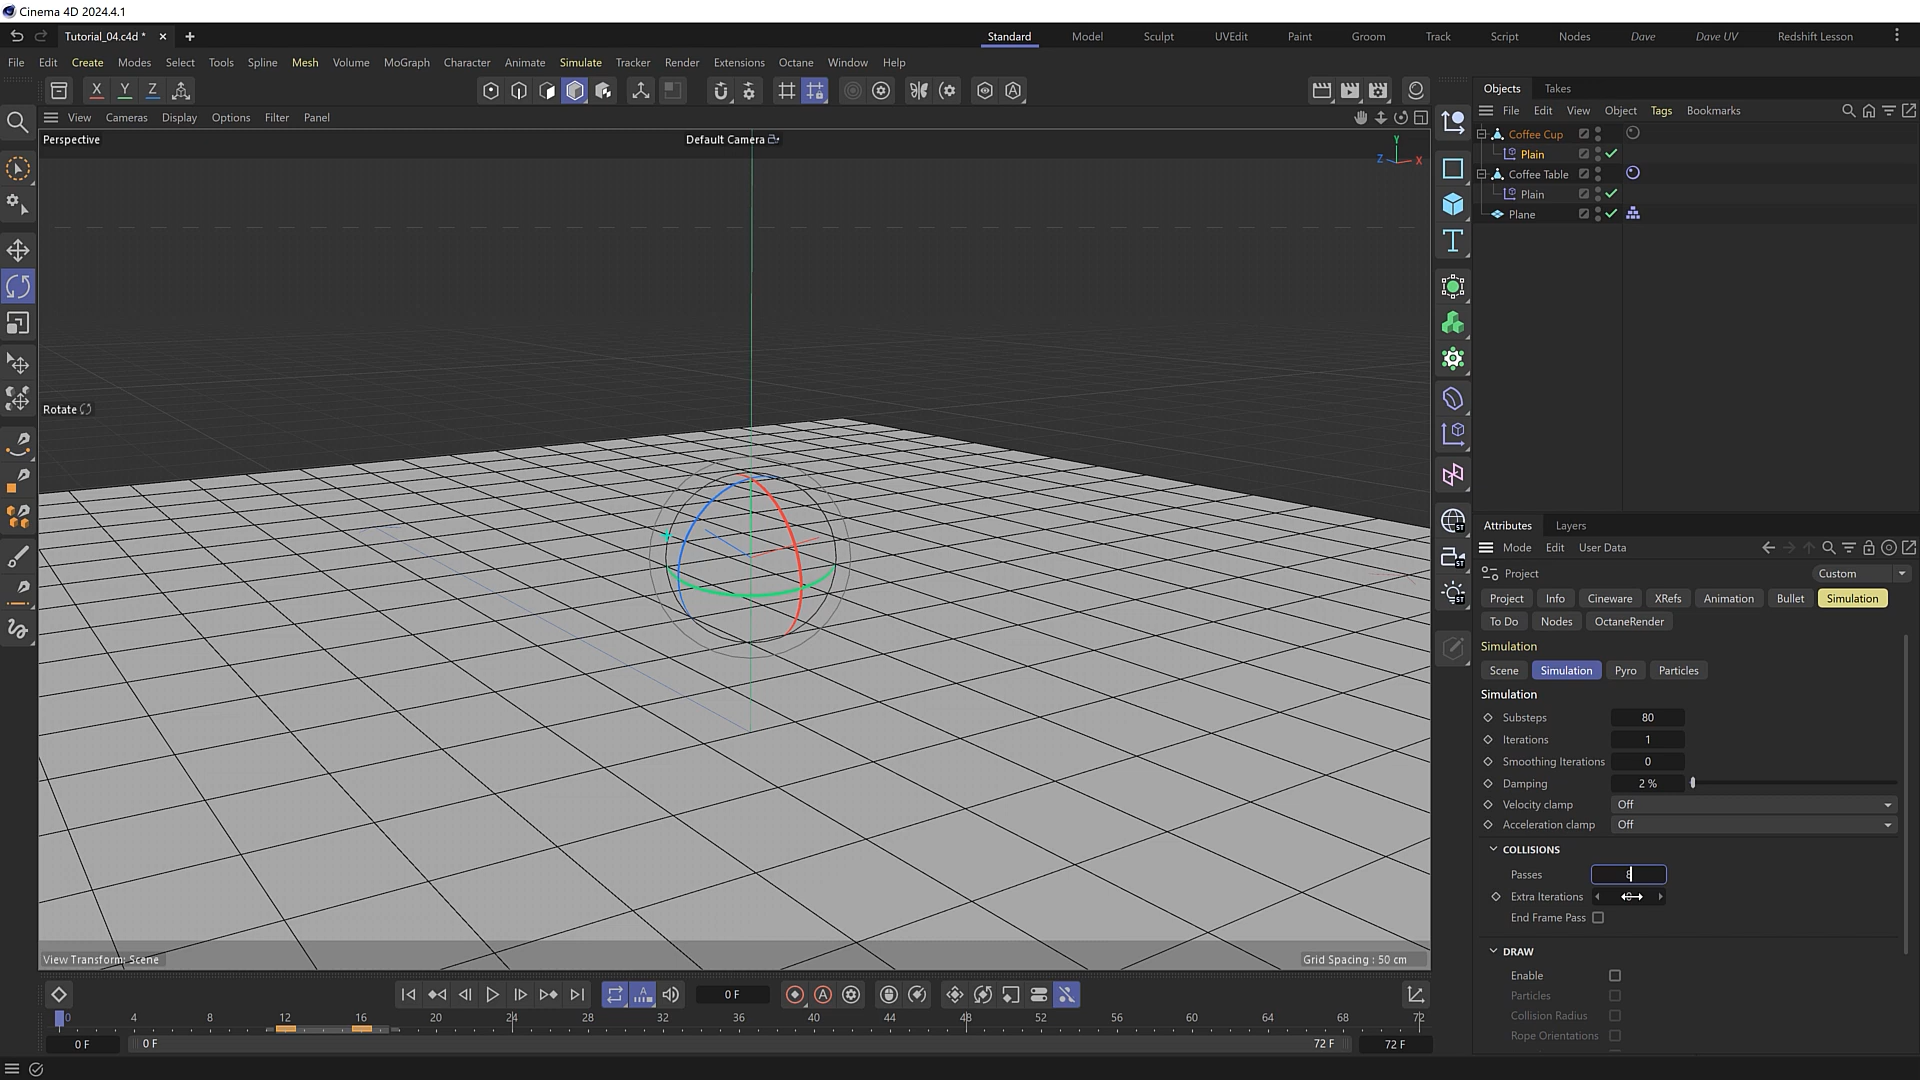 Cinema 4D 2024.4.1
Tutorial_04.c4d *
Standard Model Sculpt UVEdit Paint Groom Track Script Nodes Dave Dave UV Redshift Lesson
File Edit Create Modes Select Tools Spline Mesh Volume MoGraph Character Animate Simulate Tracker Render Extensions Octane Window Help
X Y Z
Objects Takes
View Cameras Display Options Filter Panel
File Edit View Object Tags Bookmarks
Perspective
Default Camera
Y
Z X
Coffee Cup
Plain
Coffee Table
Plain
Plane
Rotate
Attributes Layers
Mode Edit User Data
Project
Custom
Project Info Cineware XRefs Animation Bullet Simulation
To Do Nodes OctaneRender
Simulation
Scene Simulation Pyro Particles
Simulation
Substeps 80
Iterations 1
Smoothing Iterations 0
Damping 2 %
Velocity clamp Off
Acceleration clamp Off
COLLISIONS
Passes
Extra Iterations
End Frame Pass
DRAW
Enable
Particles
Collision Radius
Rope Orientations
View Transform: Scene
Grid Spacing : 50 cm
0 F
0 4 8 12 16 20 24 28 32 36 40 44 48 52 56 60 64 68 72
0 F 0 F 72 F 72 F